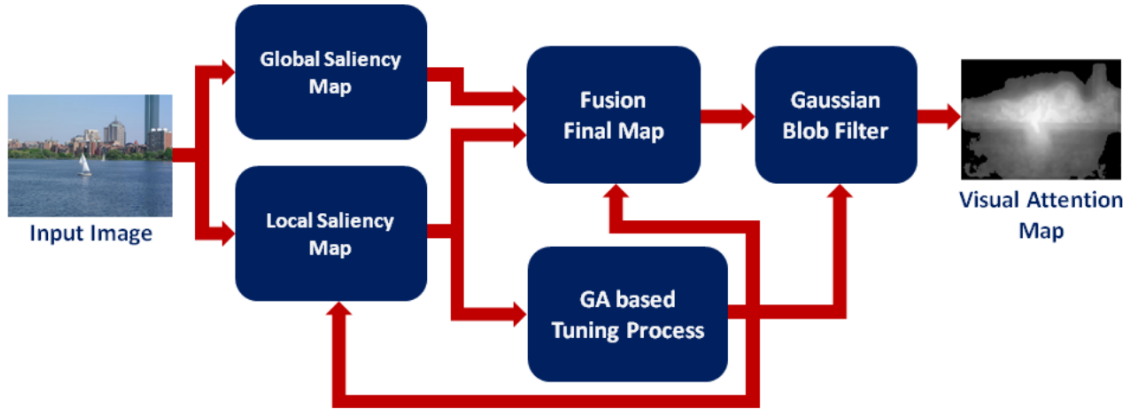 Global Saliency
Map
Input Image
Local Saliency
Map
Fusion
Final Map
GA based
Tuning Process
Gaussian
Blob Filter
Visual Attention
Map